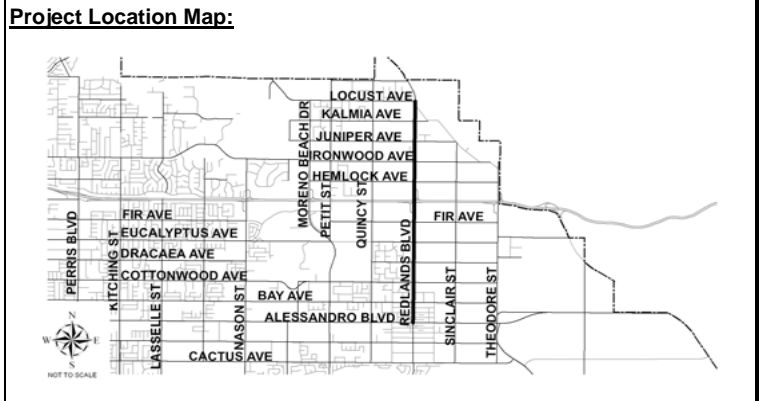 Project Location Map:
LOCUST AVE
KALMIA AVE
JUNIPER AVE
IRONWOOD AVE
HEMLOCK AVE
MORENO BEACH DR
PETIT ST
QUINCY ST
FIR AVE
FIR AVE
EUCALYPTUS AVE
DRACAEA AVE
COTTONWOOD AVE
PERRIS BLVD
KITCHING ST
LASSELLE ST
NASON ST
BAY AVE
ALESSANDRO BLVD
REDLANDS BLVD
SINCLAIR ST
THEODORE ST
CACTUS AVE
N
W
E
S
NOT TO SCALE